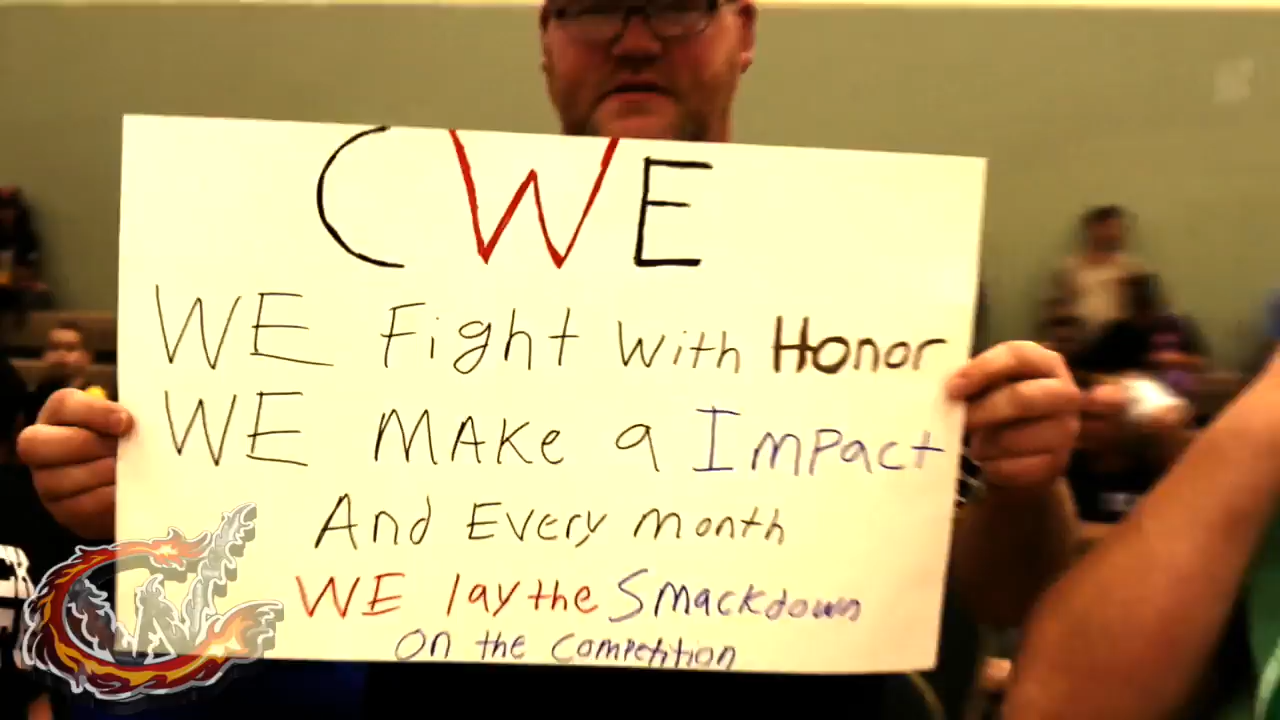 CWE
WE Fight With Honor
WE MAKe a Impact
And Every month
WE lay the Smackdown
On the Competition